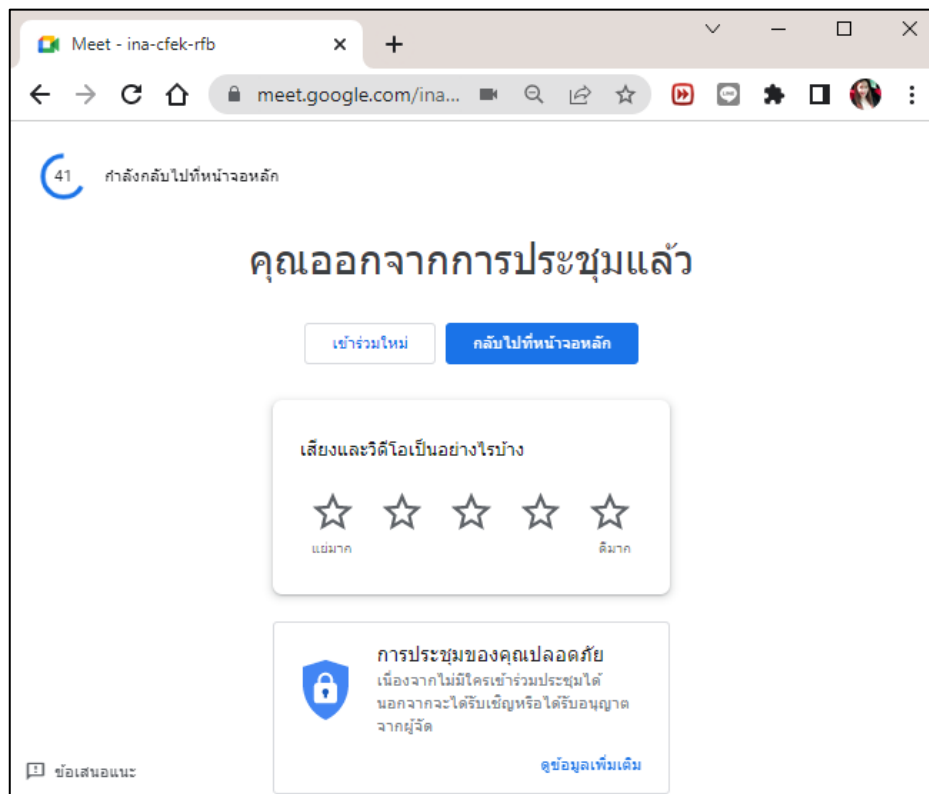 Meet - ina-cfek-rfb
meet.google.com/ina...
LINE
41 กำลังกลับไปที่หน้าจอหลัก
คุณออกจากการประชุมแล้ว
เข้าร่วมใหม่ กลับไปที่หน้าจอหลัก
เสียงและวิดีโอเป็นอย่างไรบ้าง
แย่มาก ดีมาก
การประชุมของคุณปลอดภัย
เนื่องจากไม่มีใครเข้าร่วมประชุมได้
นอกจากจะได้รับเชิญหรือได้รับอนุญาต
จากผู้จัด
ดูข้อมูลเพิ่มเติม
ข้อเสนอแนะ